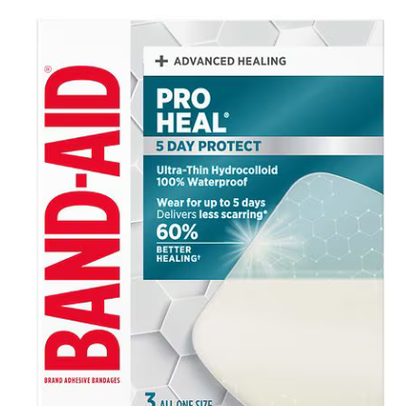 BAND-AID®
BRAND ADHESIVE BANDAGES
+ ADVANCED HEALING
PRO
HEAL®
5 DAY PROTECT
Ultra-Thin Hydrocolloid
100% Waterproof
Wear for up to 5 days
Delivers less scarring*
60%
BETTER
HEALING†
3 ALL ONE SIZE